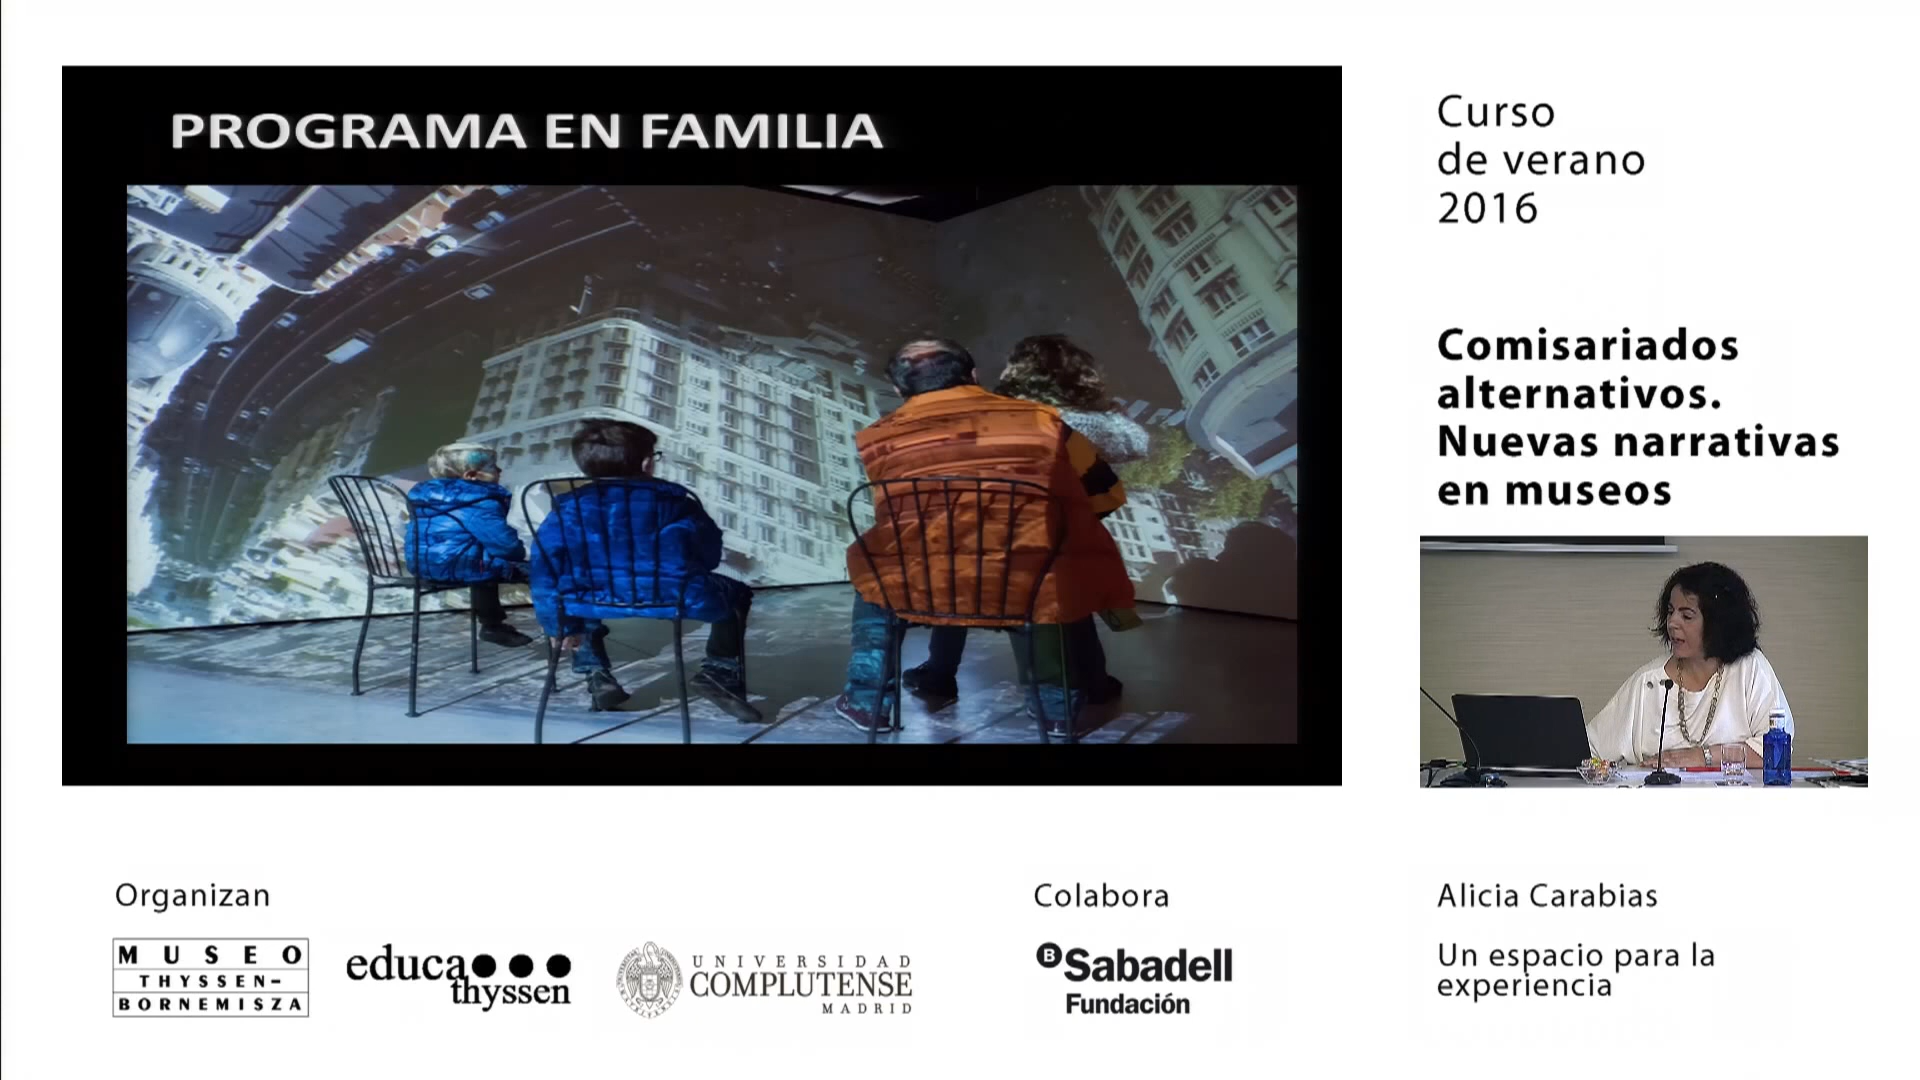 PROGRAMA EN FAMILIA
Curso
de verano
2016
Comisariados
alternativos.
Nuevas narrativas
en museos
Organizan
MUSEO
THYSSEN-
BORNEMISZA
educa
thyssen
UNIVERSIDAD
COMPLUTENSE
MADRID
Colabora
B Sabadell
Fundación
Alicia Carabias
Un espacio para la
experiencia